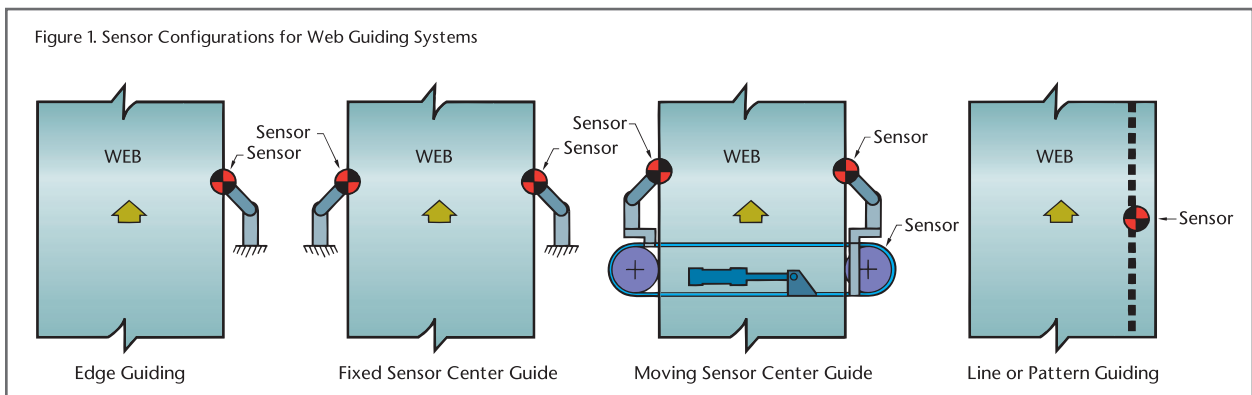 Figure 1. Sensor Configurations for Web Guiding Systems
WEB
Sensor
Edge Guiding
Sensor
WEB
Sensor
Fixed Sensor Center Guide
Sensor
WEB
Sensor
Sensor
Moving Sensor Center Guide
WEB
Sensor
Line or Pattern Guiding